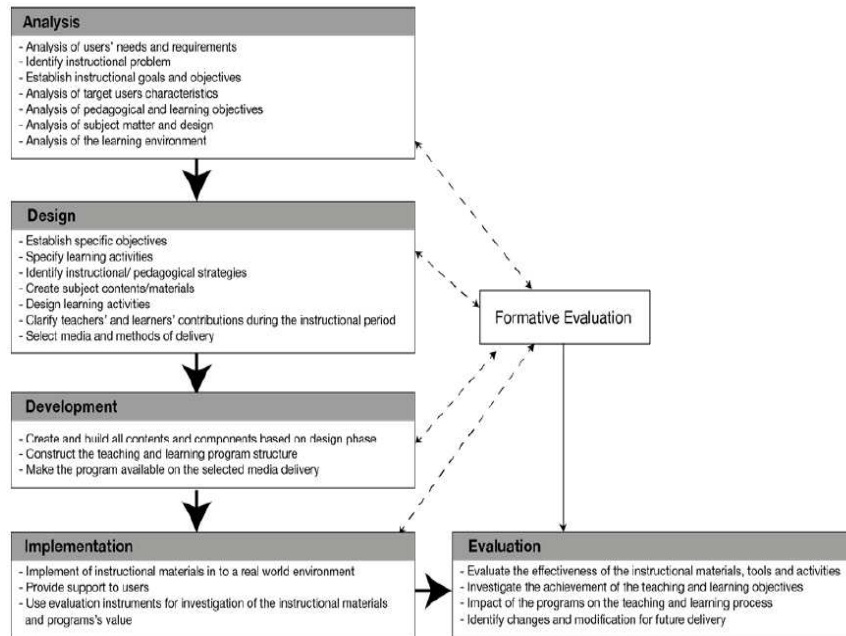 Analysis
- Analysis of users' needs and requirements
- Identify instructional problem
- Establish instructional goals and objectives
- Analysis of target users characteristics
- Analysis of pedagogical and learning objectives
- Analysis of subject matter and design
- Analysis of the learning environment
Design
- Establish specific objectives
- Specify learning activities
- Identify instructional/ pedagogical strategies
- Create subject contents/materials
- Design learning activities
- Clarify teachers' and learners' contributions during the instructional period
- Select media and methods of delivery
Formative Evaluation
Development
- Create and build all contents and components based on design phase
- Construct the teaching and learning program structure
- Make the program available on the selected media delivery
Implementation
- Implement of instructional materials in to a real world environment
- Provide support to users
- Use evaluation instruments for investigation of the instructional materials
and programs's value
Evaluation
- Evaluate the effectiveness of the instructional materials, tools and activities
- Investigate the achievement of the teaching and learning objectives
- Impact of the programs on the teaching and learning process
- Identify changes and modification for future delivery